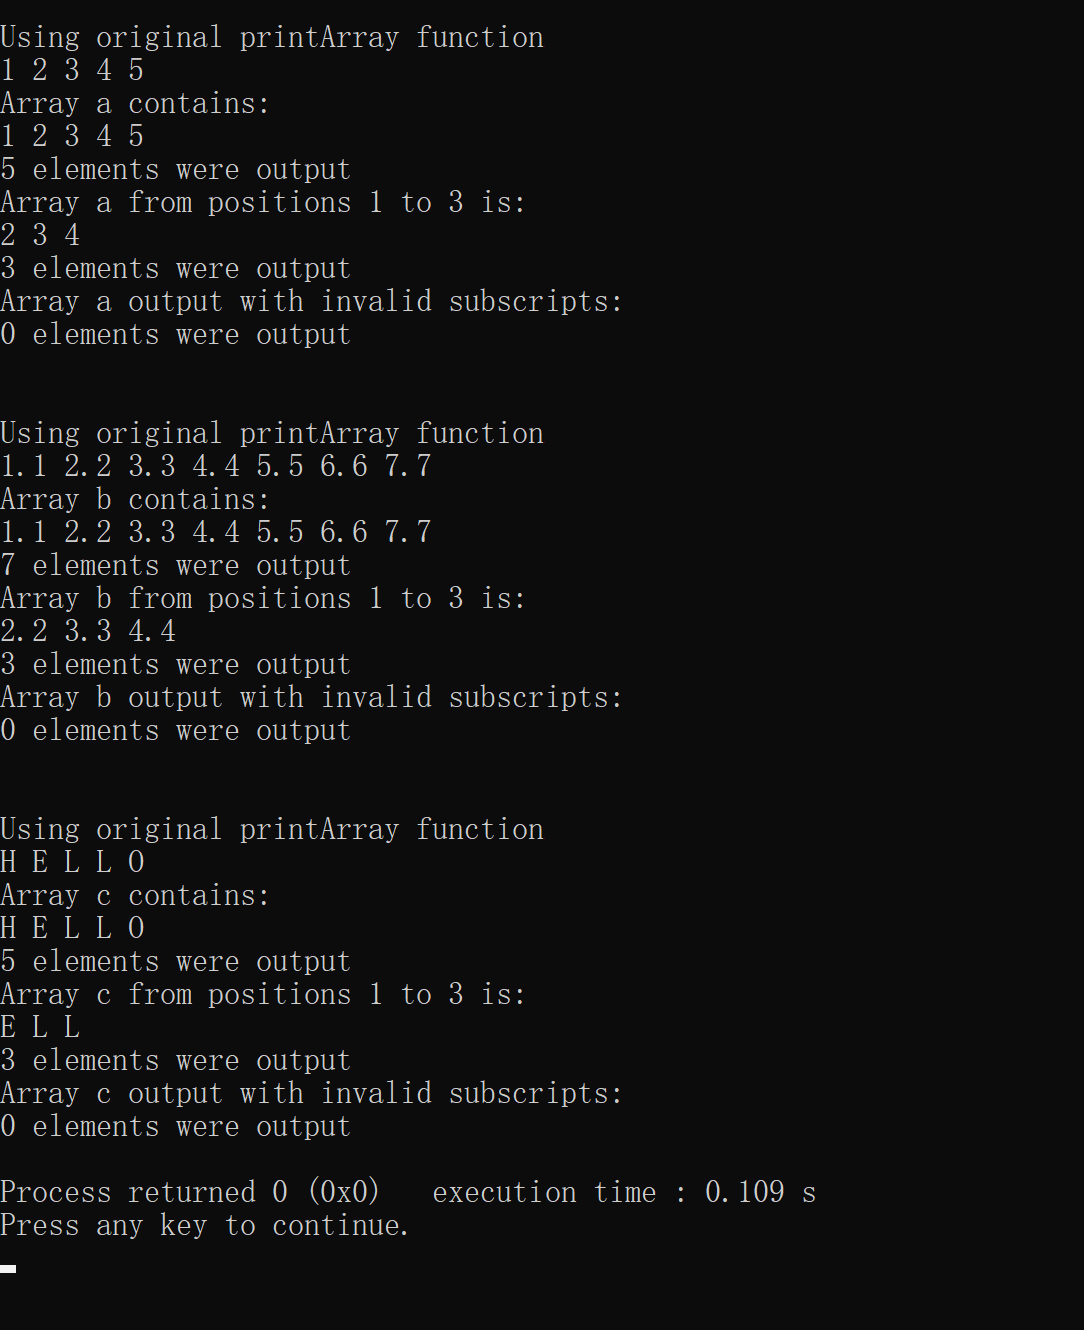 Using original printArray function
1 2 3 4 5
Array a contains:
1 2 3 4 5
5 elements were output
Array a from positions 1 to 3 is:
2 3 4
3 elements were output
Array a output with invalid subscripts:
0 elements were output
Using original printArray function
1.1 2.2 3.3 4.4 5.5 6.6 7.7
Array b contains:
1.1 2.2 3.3 4.4 5.5 6.6 7.7
7 elements were output
Array b from positions 1 to 3 is:
2.2 3.3 4.4
3 elements were output
Array b output with invalid subscripts:
0 elements were output
Using original printArray function
H E L L O
Array c contains:
H E L L O
5 elements were output
Array c from positions 1 to 3 is:
E L L
3 elements were output
Array c output with invalid subscripts:
0 elements were output
Process returned 0 (0x0)   execution time : 0.109 s
Press any key to continue.